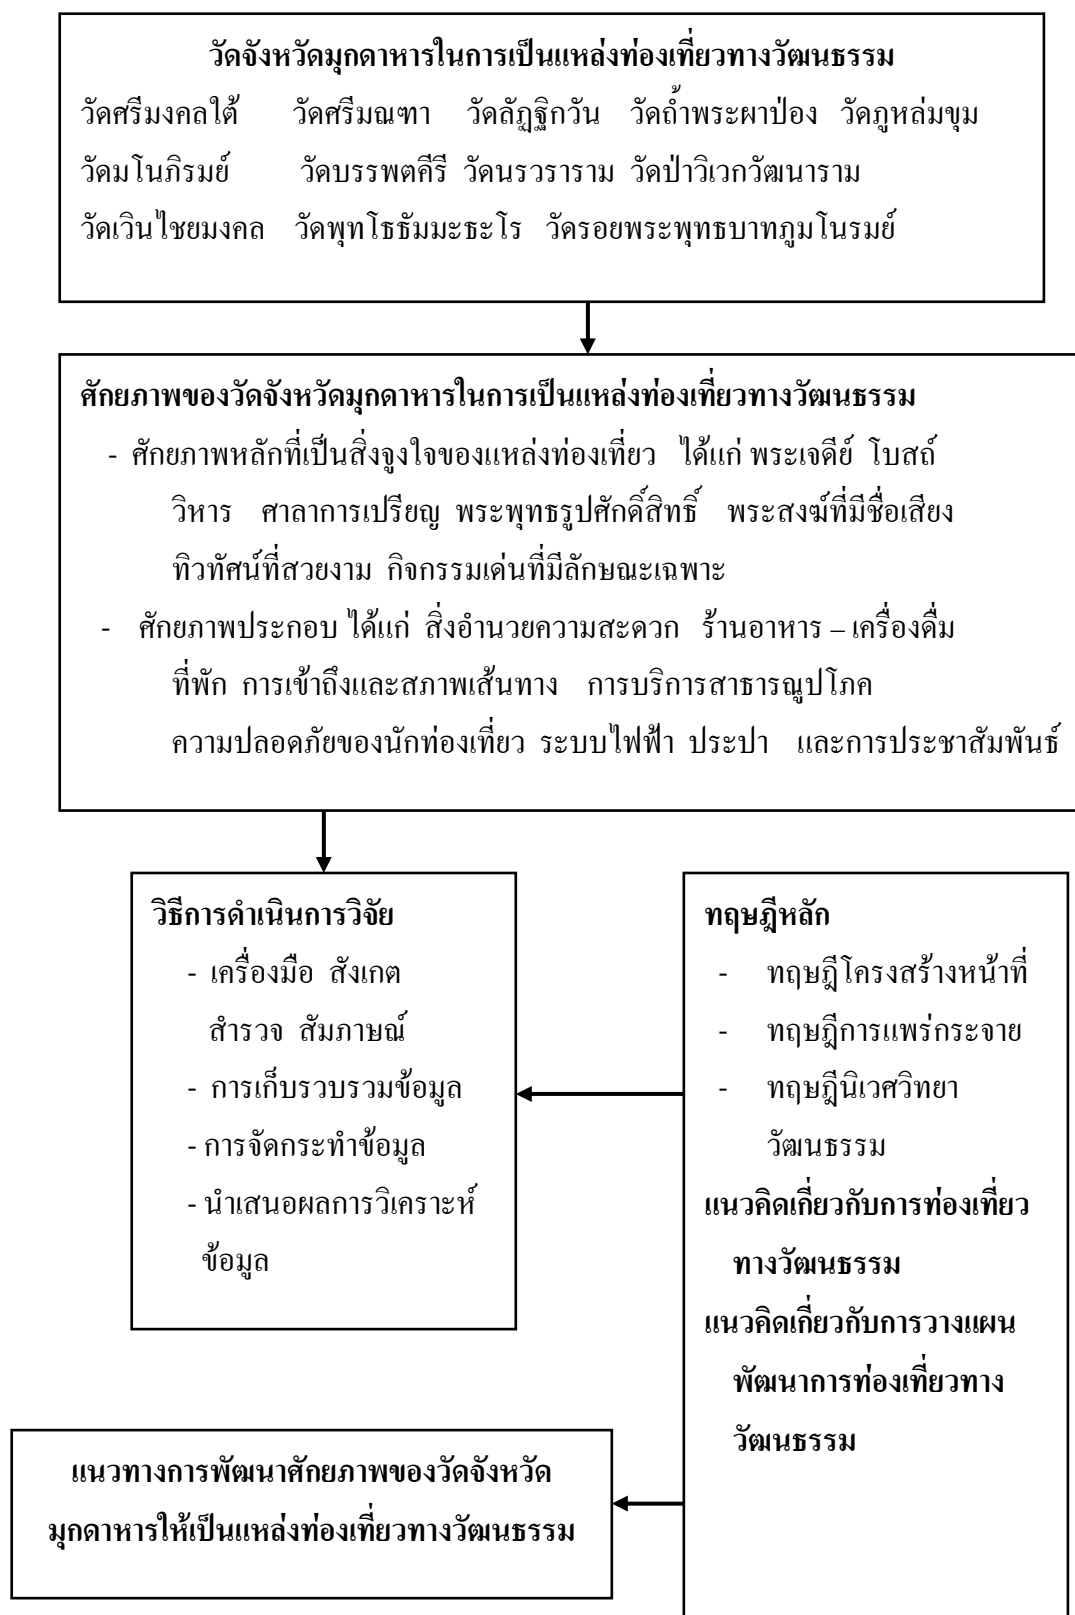 วัดจังหวัดมุกดาหารในการเป็นแหล่งท่องเที่ยวทางวัฒนธรรม
วัดศรีมงคลใต้ วัดศรีมณฑา วัดลัฏฐิกวัน วัดถ้ำพระผาป่อง วัดภูหล่มขุม
วัดมโนภิรมย์ วัดบรรพตคีรี วัดนรวราราม วัดป่าวิเวกวัฒนาราม
วัดเวินไชยมงคล วัดพุทโธธัมมะธะโร วัดรอยพระพุทธบาทภูมโนรมย์
ศักยภาพของวัดจังหวัดมุกดาหารในการเป็นแหล่งท่องเที่ยวทางวัฒนธรรม
- ศักยภาพหลักที่เป็นสิ่งจูงใจของแหล่งท่องเที่ยว ได้แก่ พระเจดีย์ โบสถ์
วิหาร ศาลาการเปรียญ พระพุทธรูปศักดิ์สิทธิ์ พระสงฆ์ที่มีชื่อเสียง
ทิวทัศน์ที่สวยงาม กิจกรรมเด่นที่มีลักษณะเฉพาะ
- ศักยภาพประกอบ ได้แก่ สิ่งอำนวยความสะดวก ร้านอาหาร – เครื่องดื่ม
ที่พัก การเข้าถึงและสภาพเส้นทาง การบริการสาธารณูปโภค
ความปลอดภัยของนักท่องเที่ยว ระบบไฟฟ้า ประปา และการประชาสัมพันธ์
วิธีการดำเนินการวิจัย
- เครื่องมือ สังเกต
สำรวจ สัมภาษณ์
- การเก็บรวบรวมข้อมูล
- การจัดกระทำข้อมูล
- นำเสนอผลการวิเคราะห์
ข้อมูล
ทฤษฎีหลัก
- ทฤษฎีโครงสร้างหน้าที่
- ทฤษฎีการแพร่กระจาย
- ทฤษฎีนิเวศวิทยา
วัฒนธรรม
แนวคิดเกี่ยวกับการท่องเที่ยว
ทางวัฒนธรรม
แนวคิดเกี่ยวกับการวางแผน
พัฒนาการท่องเที่ยวทาง
วัฒนธรรม
แนวทางการพัฒนาศักยภาพของวัดจังหวัด
มุกดาหารให้เป็นแหล่งท่องเที่ยวทางวัฒนธรรม